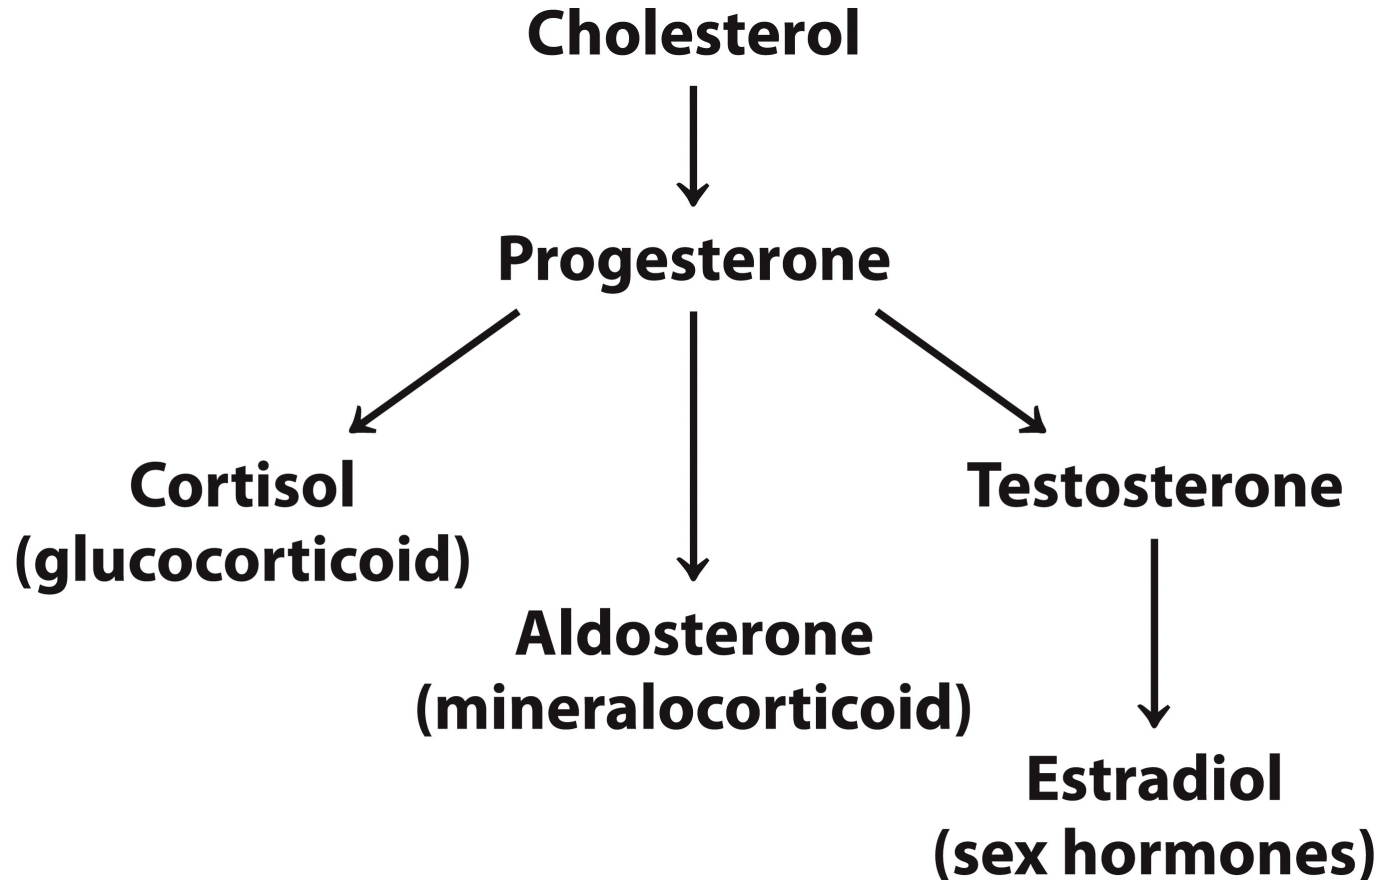 Cholesterol
Progesterone
Cortisol
(glucocorticoid)
Aldosterone
(mineralocorticoid)
Testosterone
Estradiol
(sex hormones)